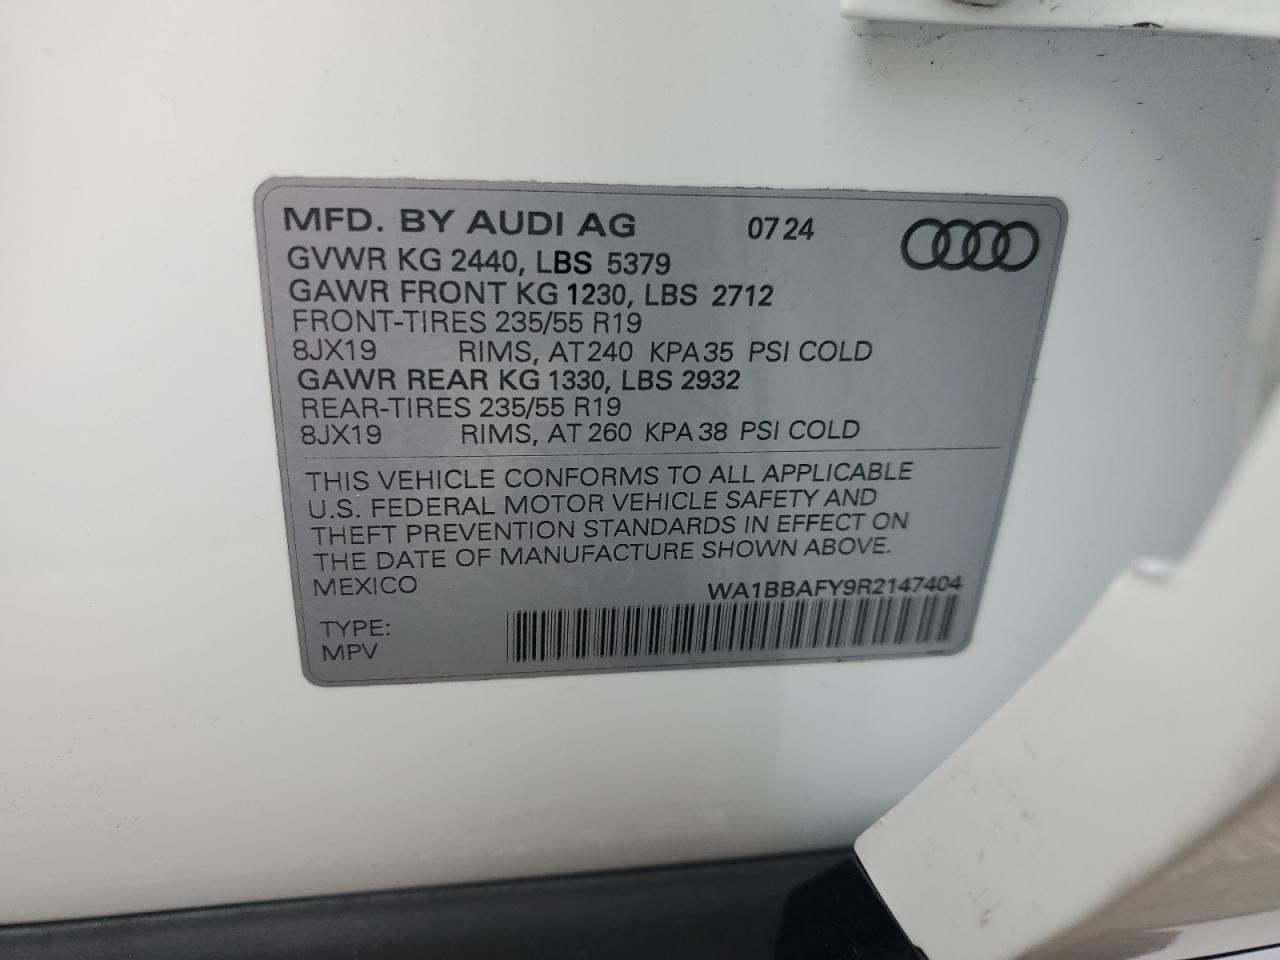 MFD. BY AUDI AG 07 24
GVWR KG 2440, LBS 5379
GAWR FRONT KG 1230, LBS 2712
FRONT-TIRES 235/55 R19
8JX19 RIMS, AT 240 KPA 35 PSI COLD
GAWR REAR KG 1330, LBS 2932
REAR-TIRES 235/55 R19
8JX19 RIMS, AT 260 KPA 38 PSI COLD
THIS VEHICLE CONFORMS TO ALL APPLICABLE
U.S. FEDERAL MOTOR VEHICLE SAFETY AND
THEFT PREVENTION STANDARDS IN EFFECT ON
THE DATE OF MANUFACTURE SHOWN ABOVE.
MEXICO WA1BBAFY9R2147404
TYPE:
MPV